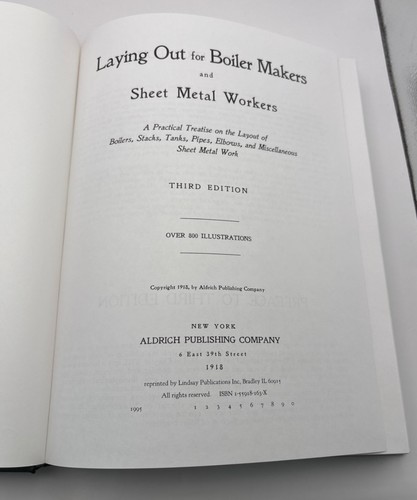 Laying Out for Boiler Makers
and
Sheet Metal Workers
A Practical Treatise on the Layout of
Boilers, Stacks, Tanks, Pipes, Elbows, and Miscellaneous
Sheet Metal Work
THIRD EDITION
OVER 800 ILLUSTRATIONS
Copyright 1918, by Aldrich Publishing Company
NEW YORK
ALDRICH PUBLISHING COMPANY
6 East 39th Street
1918
reprinted by Lindsay Publications Inc, Bradley IL 60915
All rights reserved. ISBN 1-55918-163-X
1995 1 2 3 4 5 6 7 8 9 0